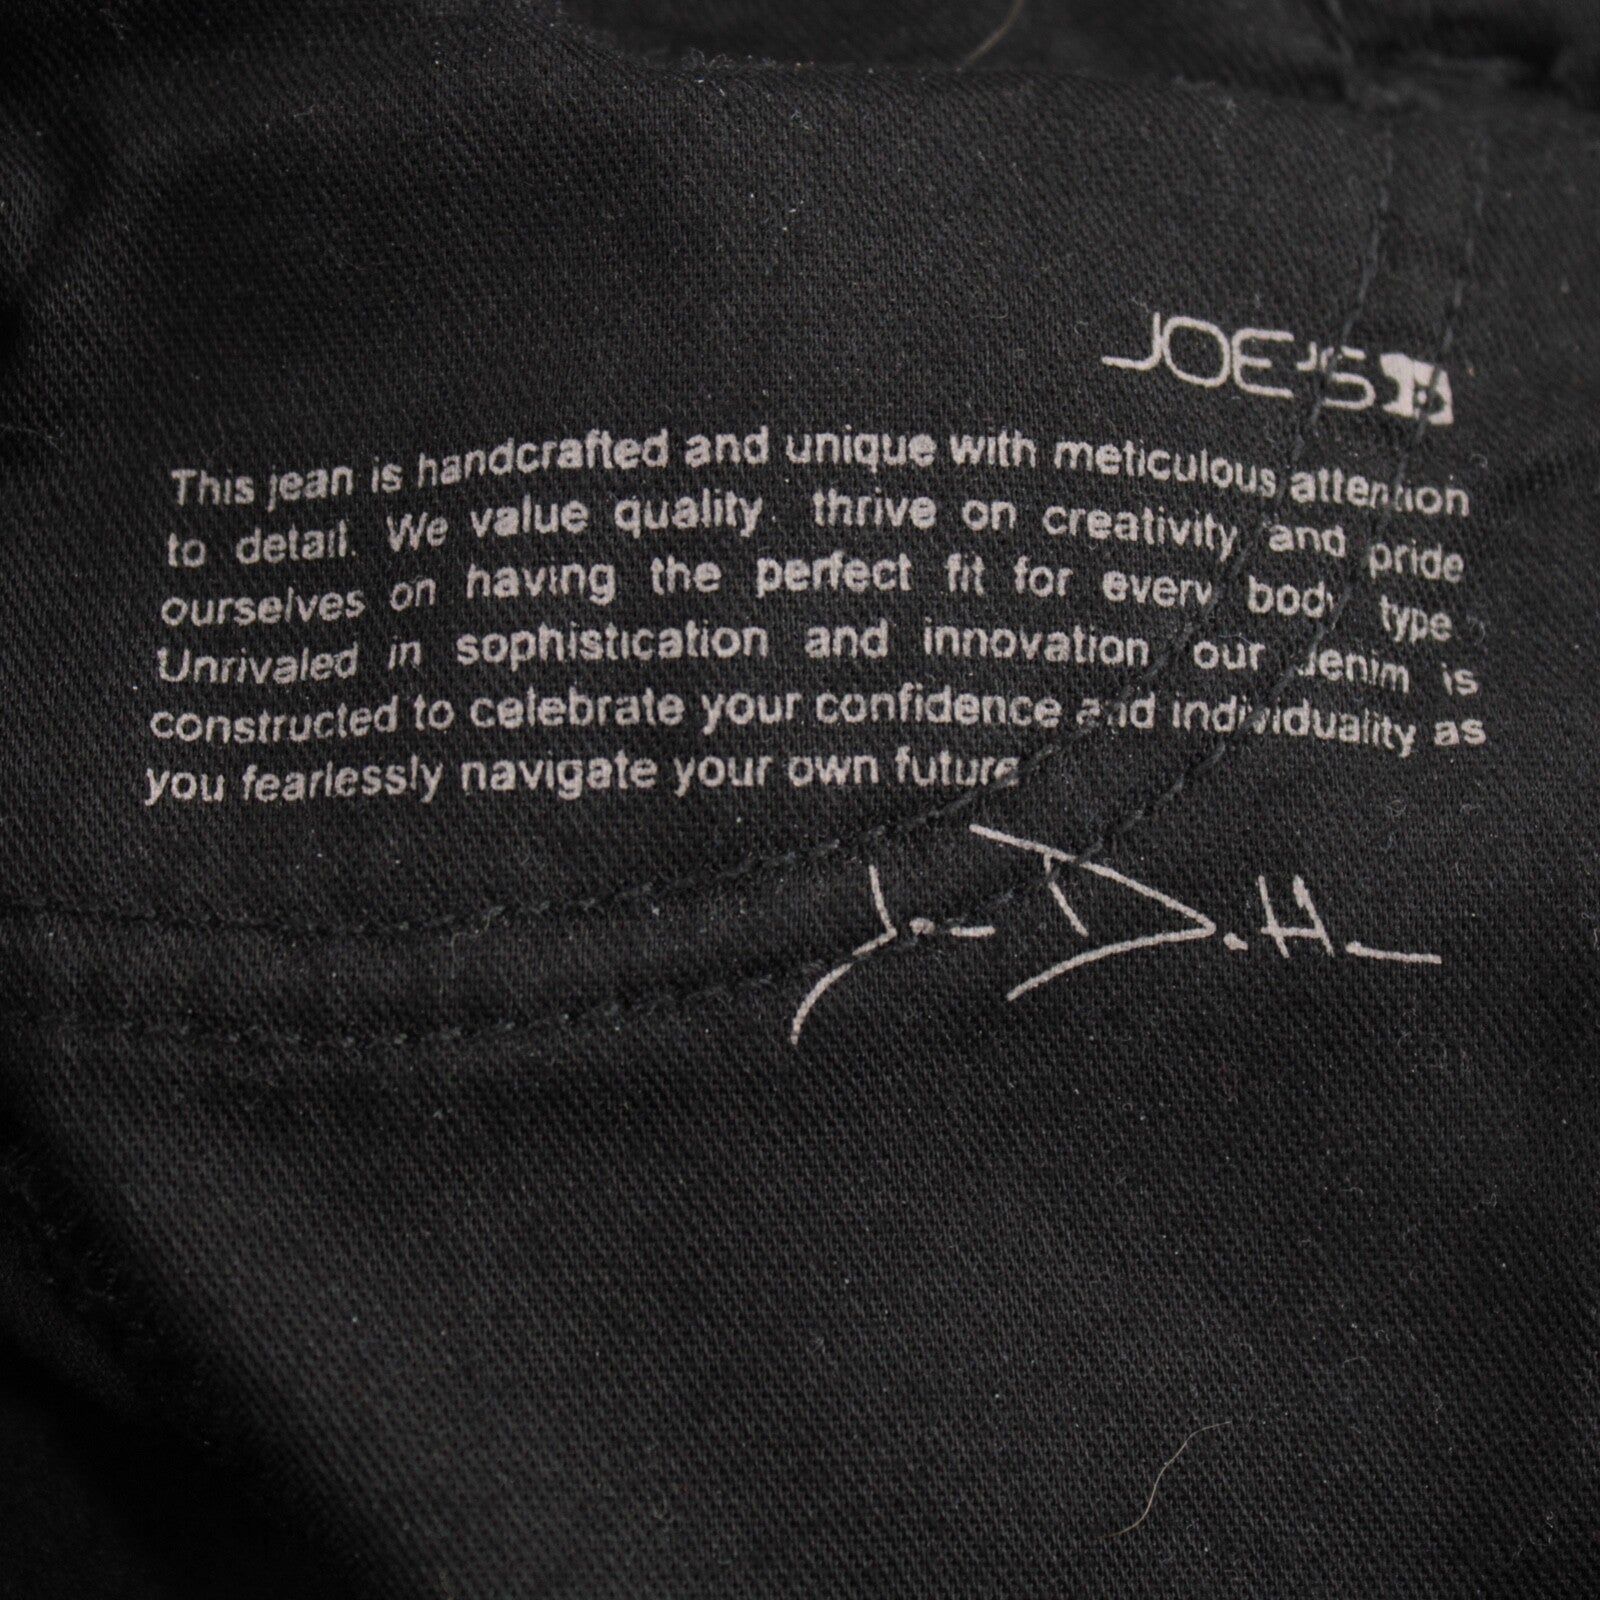 JOE'S
This jean is handcrafted and unique with meticulous attention
to detail. We value quality, thrive on creativity and pride
ourselves on having the perfect fit for every body type.
Unrivaled in sophistication and innovation our denim is
constructed to celebrate your confidence and individuality as
you fearlessly navigate your own future